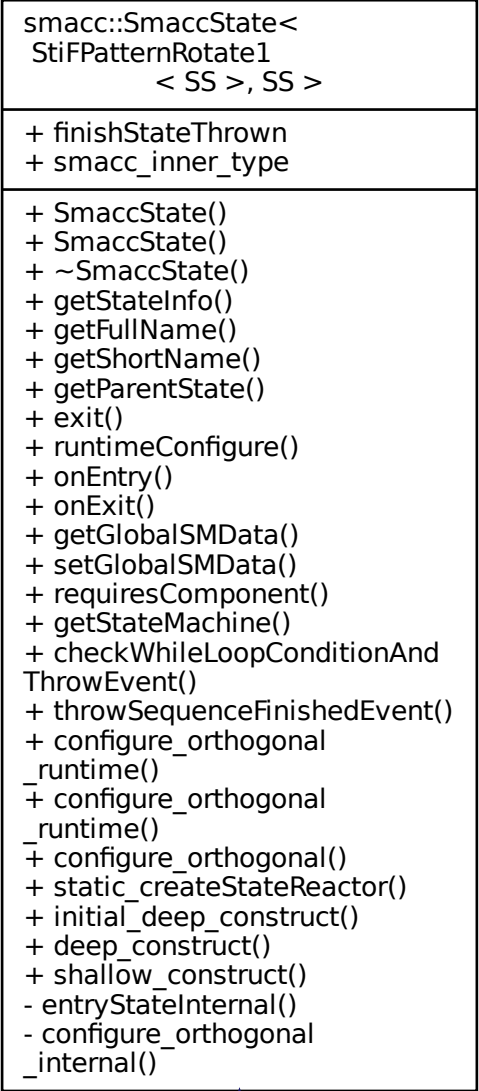 smacc::SmaccState<
StiFPatternRotate1
< SS >, SS >
+ finishStateThrown
+ smacc_inner_type
+ SmaccState()
+ SmaccState()
+ ~SmaccState()
+ getStateInfo()
+ getFullName()
+ getShortName()
+ getParentState()
+ exit()
+ runtimeConfigure()
+ onEntry()
+ onExit()
+ getGlobalSMData()
+ setGlobalSMData()
+ requiresComponent()
+ getStateMachine()
+ checkWhileLoopConditionAnd
ThrowEvent()
+ throwSequenceFinishedEvent()
+ configure_orthogonal
_runtime()
+ configure_orthogonal
_runtime()
+ configure_orthogonal()
+ static_createStateReactor()
+ initial_deep_construct()
+ deep_construct()
+ shallow_construct()
- entryStateInternal()
- configure_orthogonal
_internal()